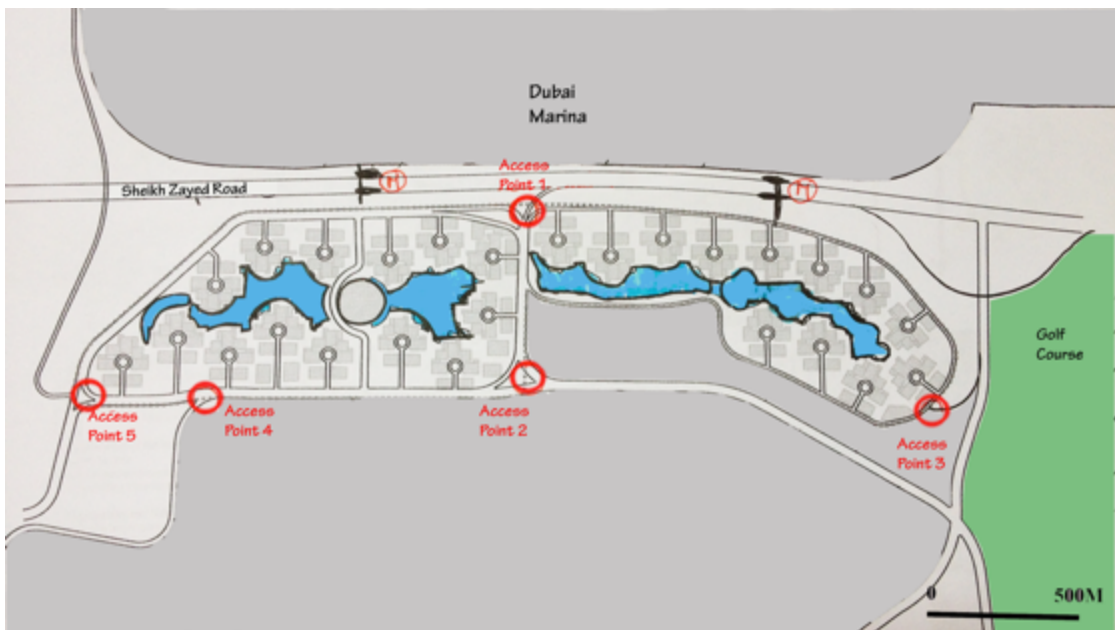 Dubai
Marina
Access
Point 1
Sheikh Zayed Road
M
M
Golf
Course
Access
Point 5
Access
Point 4
Access
Point 2
Access
Point 3
0 500M